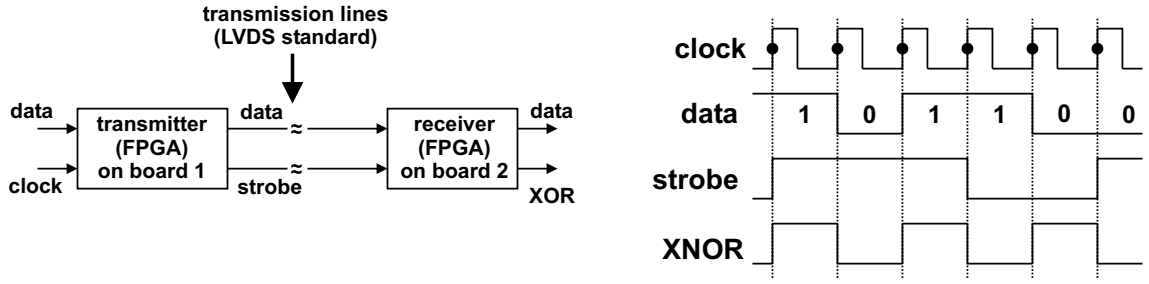 transmission lines
(LVDS standard)
data
clock
transmitter
(FPGA)
on board 1
data
≈
strobe
≈
receiver
(FPGA)
on board 2
data
XOR
clock
data
1 0 1 1 0 0
strobe
XNOR